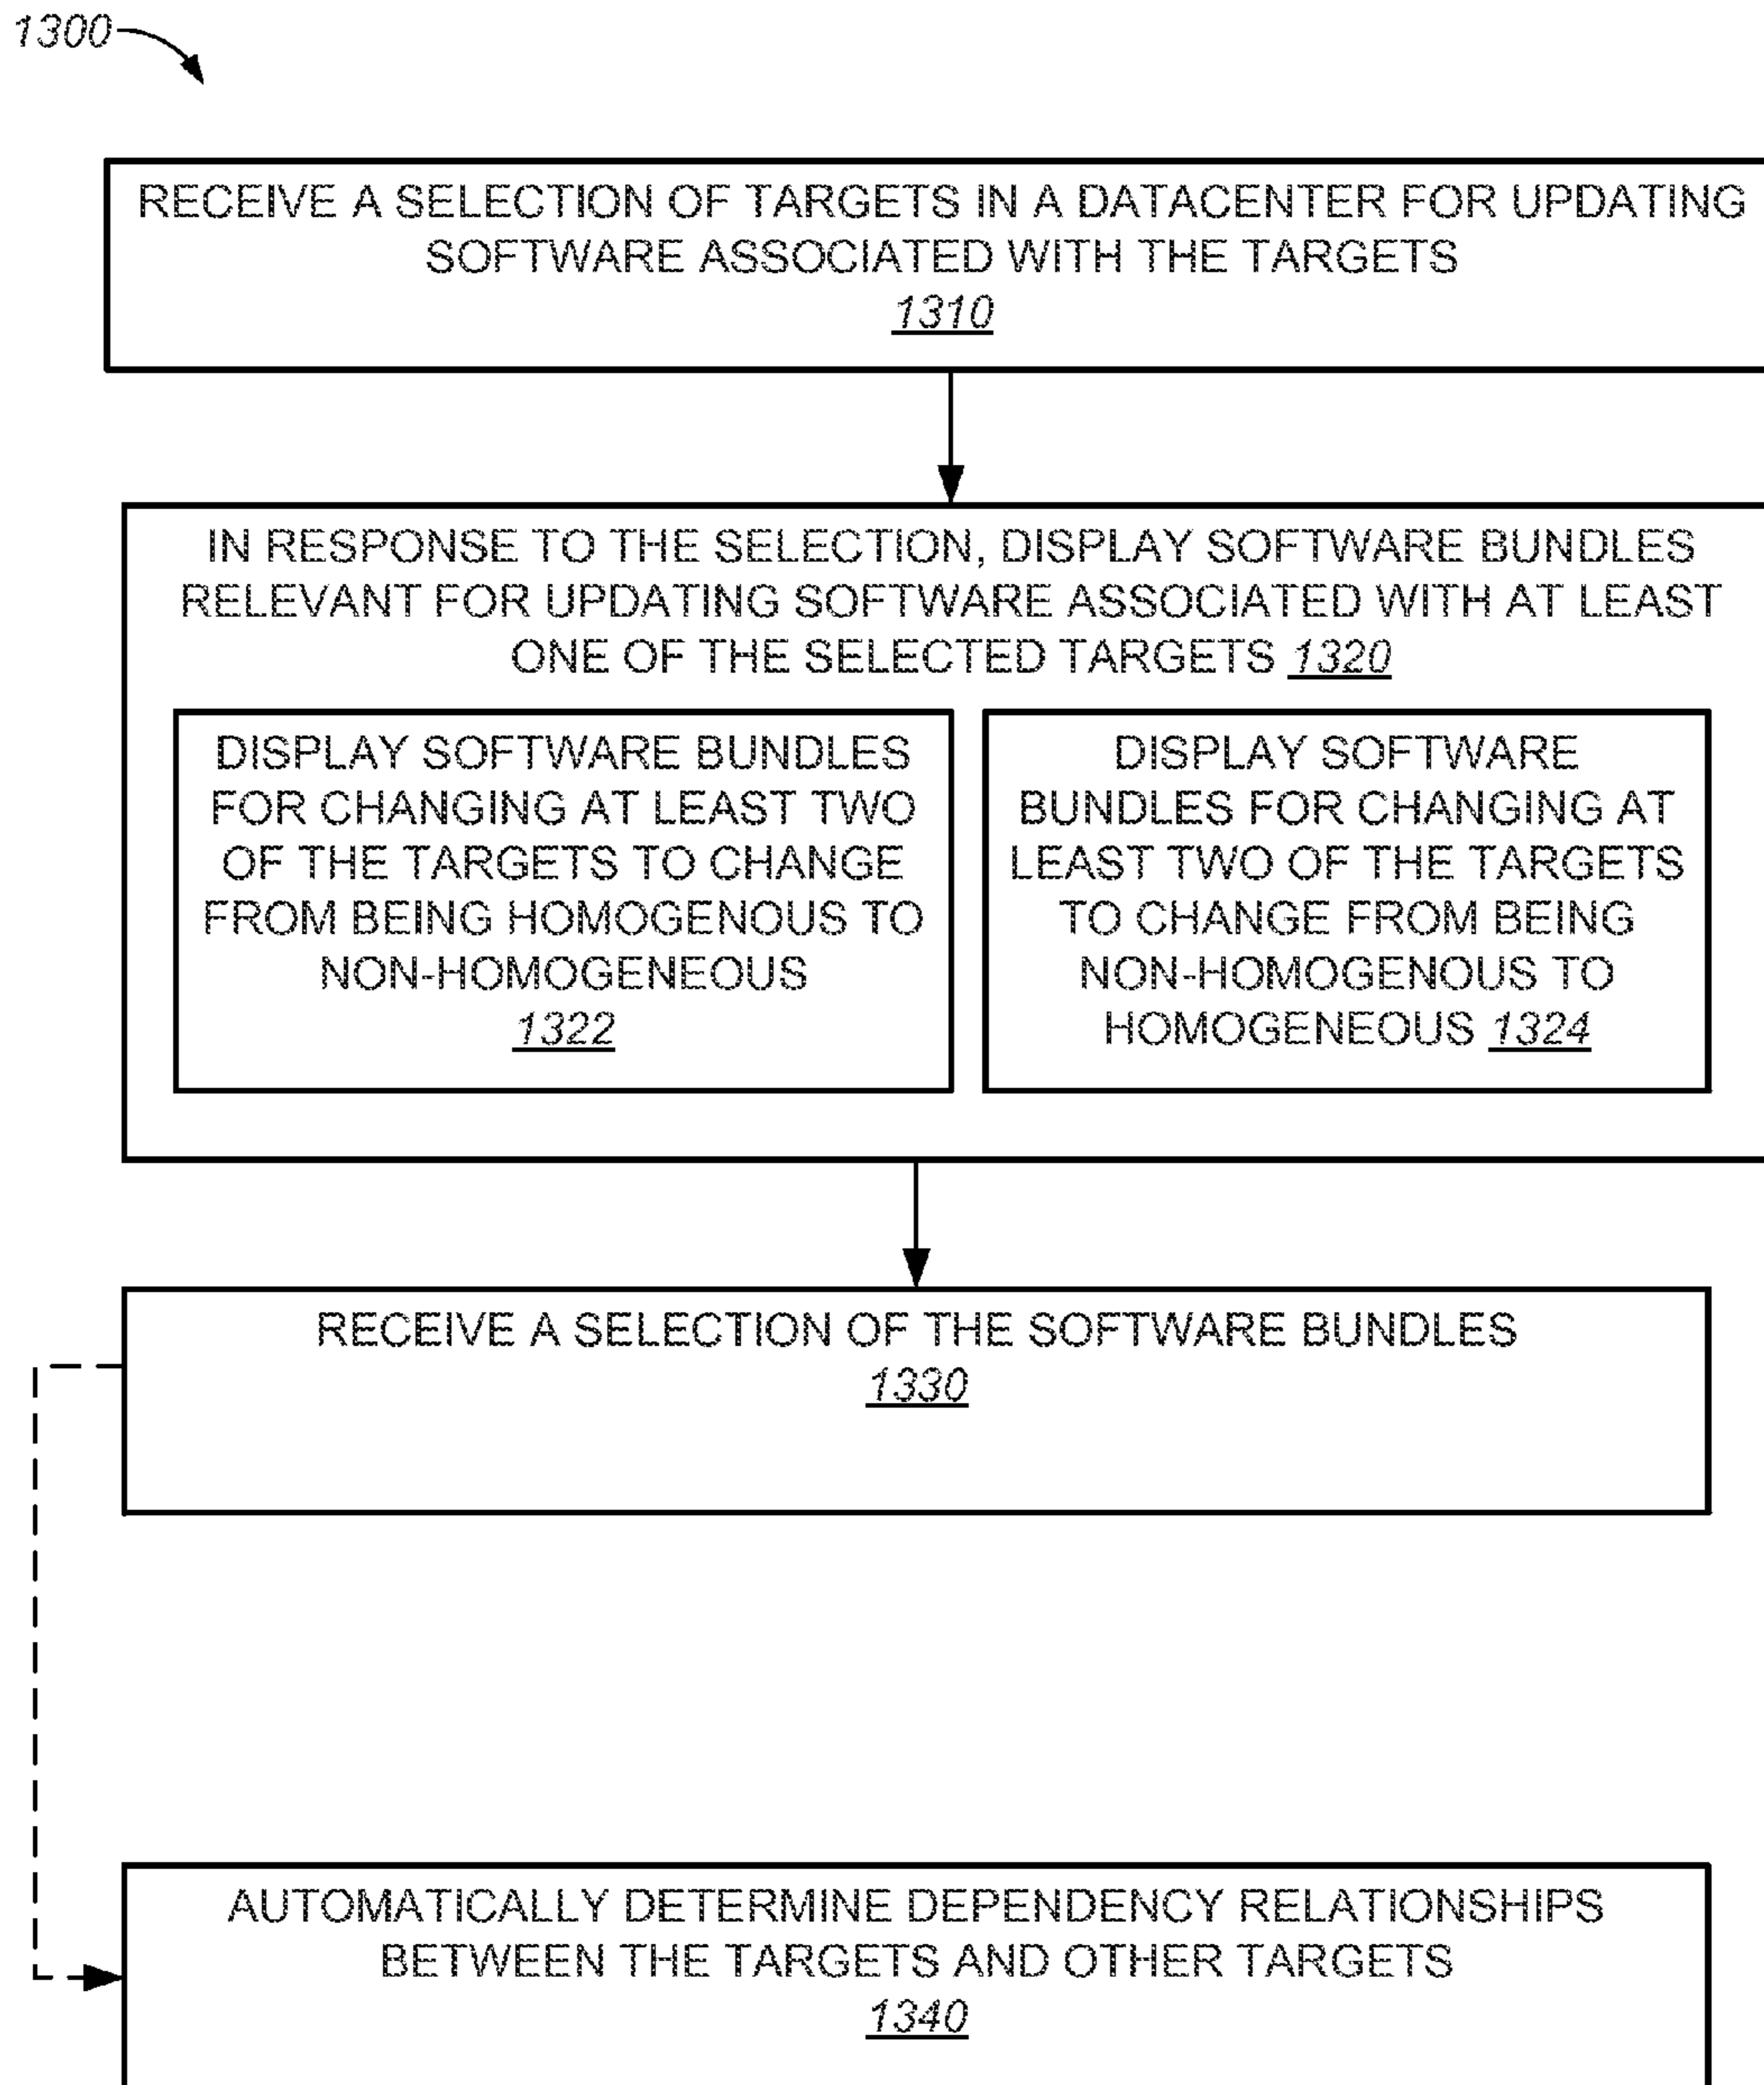 1300
RECEIVE A SELECTION OF TARGETS IN A DATACENTER FOR UPDATING
SOFTWARE ASSOCIATED WITH THE TARGETS
1310
IN RESPONSE TO THE SELECTION, DISPLAY SOFTWARE BUNDLES
RELEVANT FOR UPDATING SOFTWARE ASSOCIATED WITH AT LEAST
ONE OF THE SELECTED TARGETS 1320
DISPLAY SOFTWARE BUNDLES
FOR CHANGING AT LEAST TWO
OF THE TARGETS TO CHANGE
FROM BEING HOMOGENOUS TO
NON-HOMOGENEOUS
1322
DISPLAY SOFTWARE
BUNDLES FOR CHANGING AT
LEAST TWO OF THE TARGETS
TO CHANGE FROM BEING
NON-HOMOGENOUS TO
HOMOGENEOUS 1324
RECEIVE A SELECTION OF THE SOFTWARE BUNDLES
1330
AUTOMATICALLY DETERMINE DEPENDENCY RELATIONSHIPS
BETWEEN THE TARGETS AND OTHER TARGETS
1340